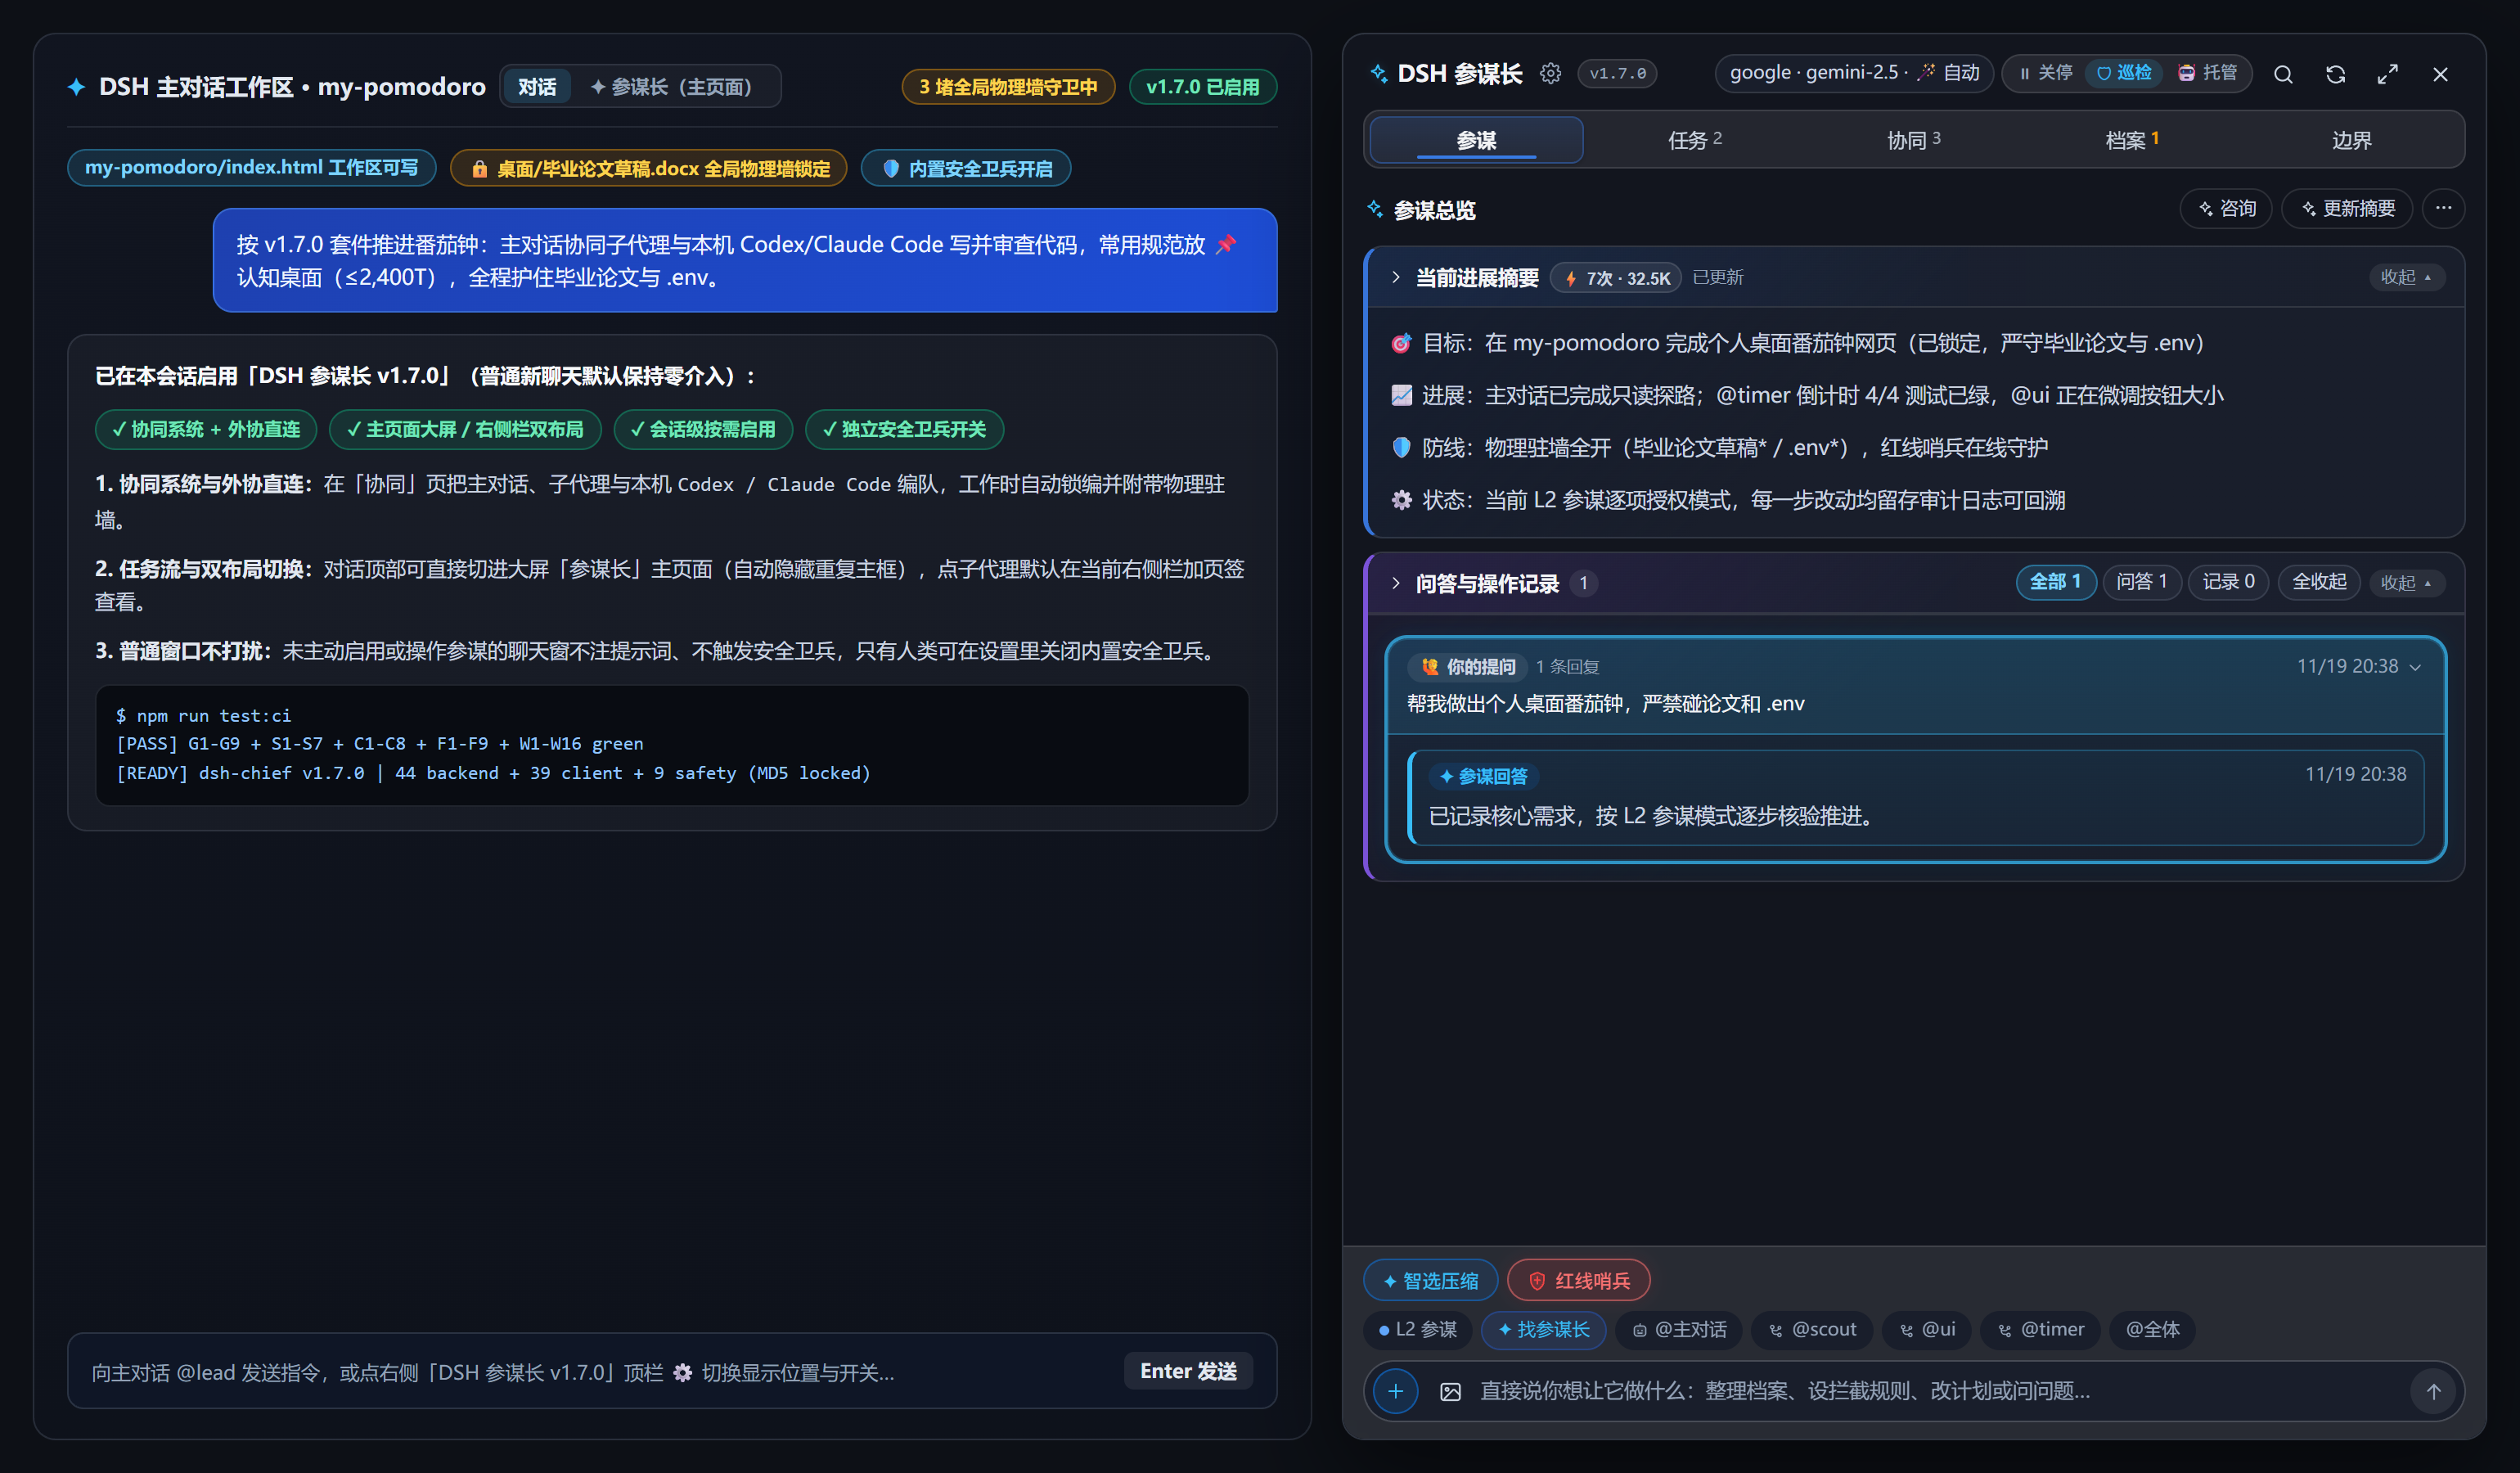 DSH 主对话工作区 • my-pomodoro
对话
参谋长（主页面）
3 堵全局物理墙守卫中
v1.7.0 已启用
my-pomodoro/index.html 工作区可写
桌面/毕业论文草稿.docx 全局物理墙锁定
内置安全卫兵开启
按 v1.7.0 套件推进番茄钟：主对话协同子代理与本机 Codex/Claude Code 写并审查代码，常用规范放 📌
认知桌面（≤2,400T），全程护住毕业论文与 .env。
已在本会话启用「DSH 参谋长 v1.7.0」（普通新聊天默认保持零介入）：
✓ 协同系统 + 外协直连
✓ 主页面大屏 / 右侧栏双布局
✓ 会话级按需启用
✓ 独立安全卫兵开关
1. 协同系统与外协直连：在「协同」页把主对话、子代理与本机 Codex / Claude Code 编队，工作时自动锁编并附带物理驻
墙。
2. 任务流与双布局切换：对话顶部可直接切进大屏「参谋长」主页面（自动隐藏重复主框），点子代理默认在当前右侧栏加页签
查看。
3. 普通窗口不打扰：未主动启用或操作参谋的聊天窗不注提示词、不触发安全卫兵，只有人类可在设置里关闭内置安全卫兵。
$ npm run test:ci
[PASS] G1-G9 + S1-S7 + C1-C8 + F1-F9 + W1-W16 green
[READY] dsh-chief v1.7.0 | 44 backend + 39 client + 9 safety (MD5 locked)
向主对话 @lead 发送指令，或点右侧「DSH 参谋长 v1.7.0」顶栏 ⚙ 切换显示位置与开关...
Enter 发送
DSH 参谋长
v1.7.0
google · gemini-2.5 · 自动
关停
巡检
托管
参谋
任务 2
协同 3
档案 1
边界
参谋总览
咨询
更新摘要
···
当前进展摘要
7次 · 32.5K
已更新
收起 ▲
目标：在 my-pomodoro 完成个人桌面番茄钟网页（已锁定，严守毕业论文与 .env）
进展：主对话已完成只读探路；@timer 倒计时 4/4 测试已绿，@ui 正在微调按钮大小
防线：物理驻墙全开（毕业论文草稿* / .env*），红线哨兵在线守护
状态：当前 L2 参谋逐项授权模式，每一步改动均留存审计日志可回溯
问答与操作记录 1
全部 1
问答 1
记录 0
全收起
收起 ▲
你的提问
1 条回复
11/19 20:38
帮我做出个人桌面番茄钟，严禁碰论文和 .env
参谋回答
11/19 20:38
已记录核心需求，按 L2 参谋模式逐步核验推进。
智选压缩
红线哨兵
L2 参谋
找参谋长
@主对话
@scout
@ui
@timer
@全体
直接说你想让它做什么：整理档案、设拦截规则、改计划或问问题...